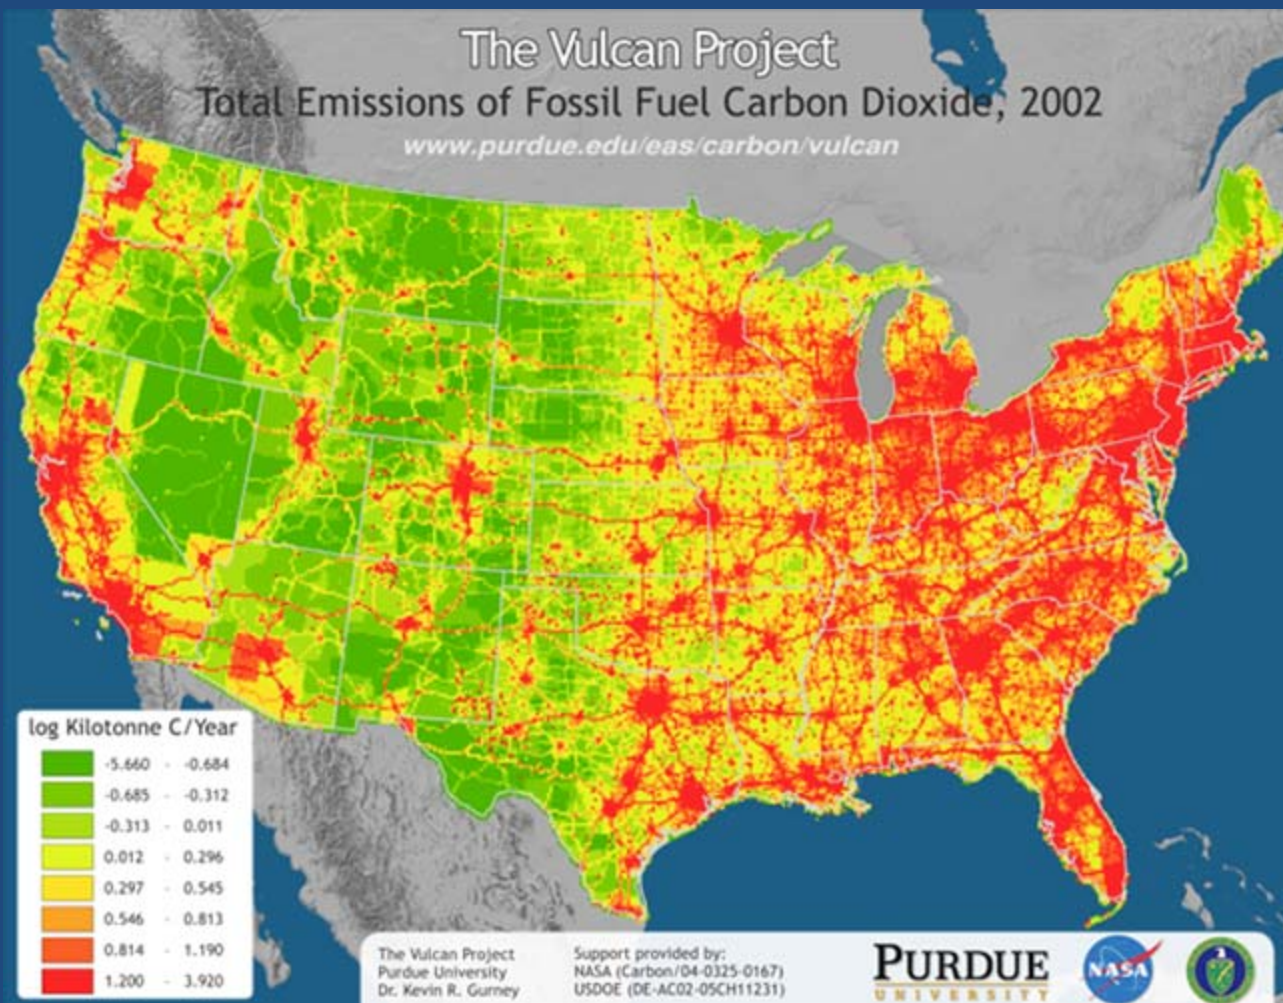 The Vulcan Project
Total Emissions of Fossil Fuel Carbon Dioxide, 2002
www.purdue.edu/eas/carbon/vulcan
log Kilotonne C/Year
-5.660 - -0.684
-0.685 - -0.312
-0.313 - 0.011
0.012 - 0.296
0.297 - 0.545
0.546 - 0.813
0.814 - 1.190
1.200 - 3.920
The Vulcan Project
Purdue University
Dr. Kevin R. Gurney
Support provided by:
NASA (Carbon/04-0325-0167)
USDOE (DE-AC02-05CH11231)
PURDUE
UNIVERSITY
NASA